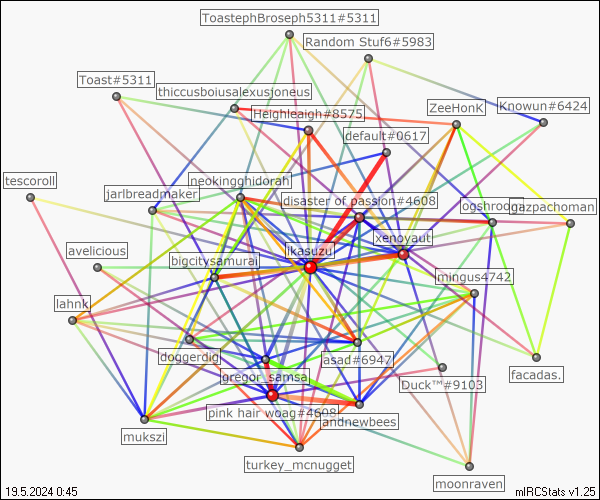 ToastephBroseph5311#5311
Random Stuf6#5983
Toast#5311
thiccusboiusalexusjoneus
Heighleaigh#8575
ZeeHonK
Knowun#6424
default#0617
tescoroll
neokingghidorah
jarlbreadmaker
disaster of passion#4608
ogshroom
gazpachoman
xenoyaut
avelicious
ikasuzu
bigcitysamurai
mingus4742
lahnk
doggerdig
asad#6947
facadas.
gregor_samsa
Duck™#9103
pink hair woag#4608
andnewbees
mukszi
turkey_mcnugget
moonraven
19.5.2024 0:45
mIRCStats v1.25